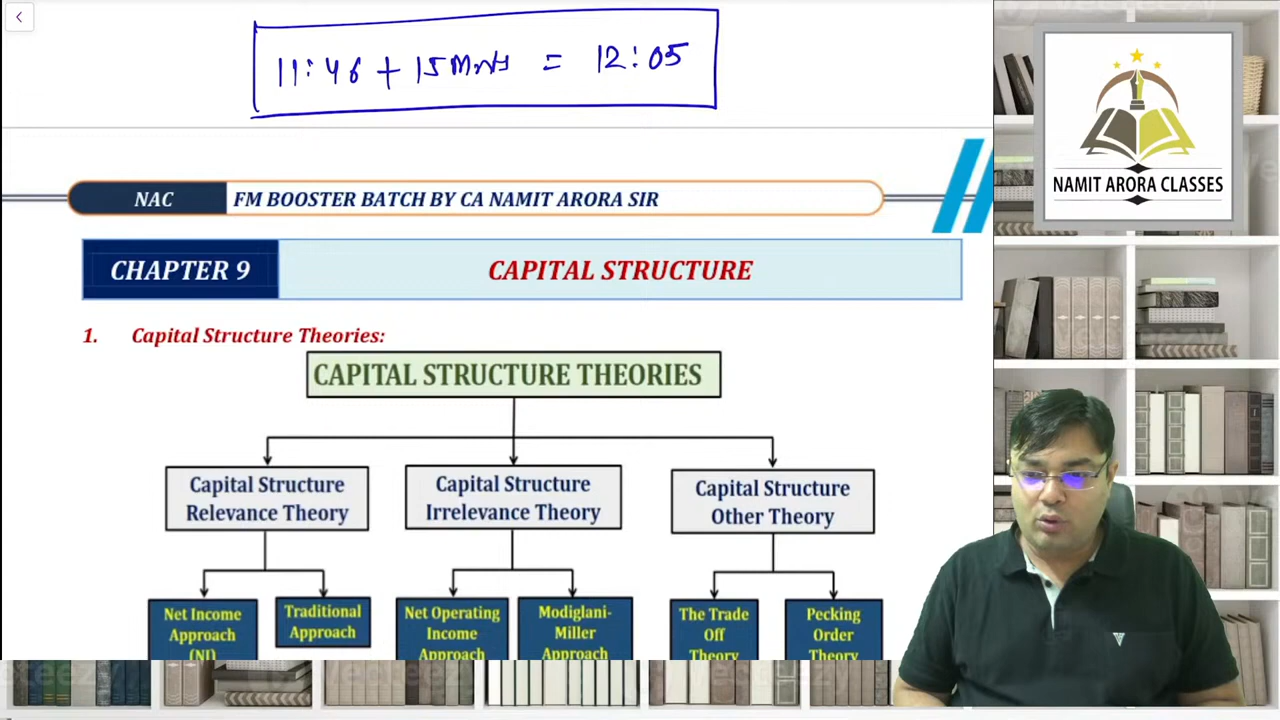 11:46 + 15 Mnts = 12:05
NAMIT ARORA CLASSES
NAC FM BOOSTER BATCH BY CA NAMIT ARORA SIR
CHAPTER 9 CAPITAL STRUCTURE
1. Capital Structure Theories:
CAPITAL STRUCTURE THEORIES
Capital Structure
Relevance Theory
Capital Structure
Irrelevance Theory
Capital Structure
Other Theory
Net Income
Approach
(NI)
Traditional
Approach
Net Operating
Income
Approach
Modiglani-
Miller
Approach
The Trade
Off
Theory
Pecking
Order
Theory